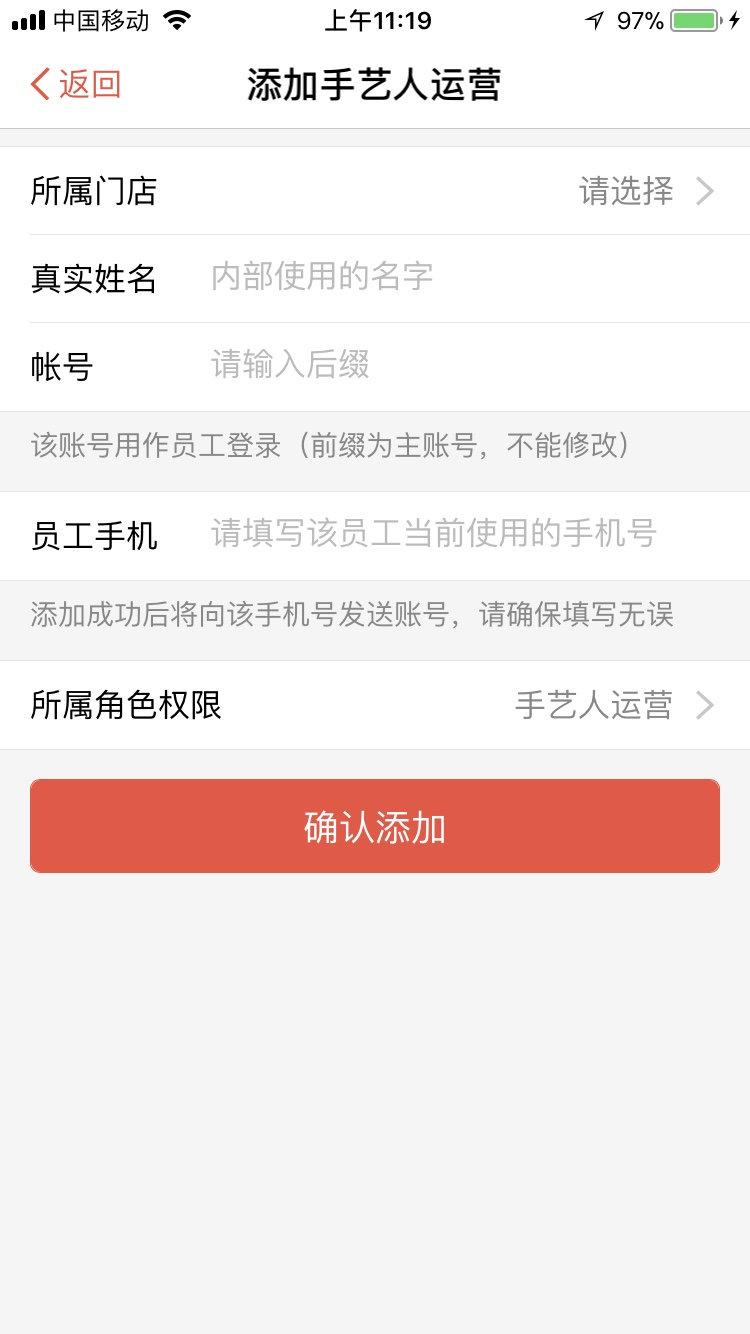 中国移动 上午11:19 97%
返回 添加手艺人运营
所属门店 请选择
真实姓名 内部使用的名字
帐号 请输入后缀
该账号用作员工登录（前缀为主账号，不能修改）
员工手机 请填写该员工当前使用的手机号
添加成功后将向该手机号发送账号，请确保填写无误
所属角色权限 手艺人运营
确认添加